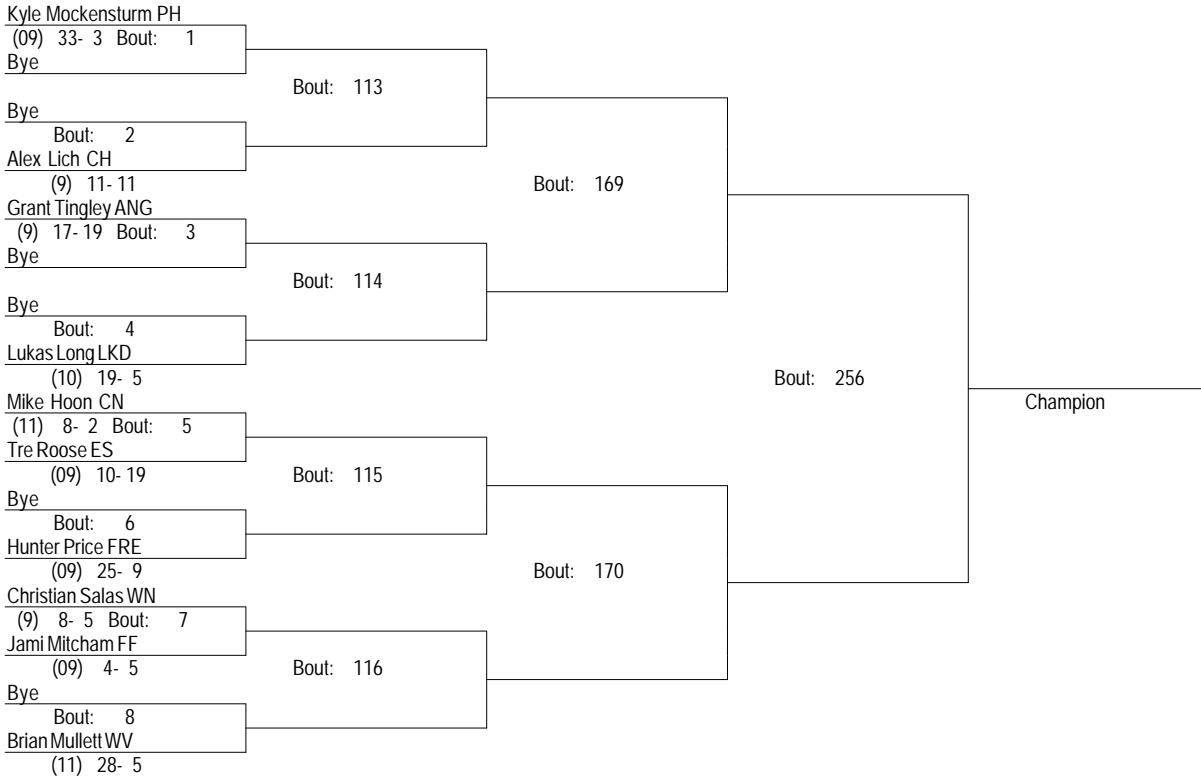 Kyle Mockensturm PH
(09) 33- 3 Bout: 1
Bye
Bout: 113
Bye
Bout: 2
Alex Lich CH
(9) 11- 11
Bout: 169
Grant Tingley ANG
(9) 17- 19 Bout: 3
Bye
Bout: 114
Bye
Bout: 4
Lukas Long LKD
(10) 19- 5
Bout: 256
Mike Hoon CN
Champion
(11) 8- 2 Bout: 5
Tre Roose ES
(09) 10- 19
Bout: 115
Bye
Bout: 6
Hunter Price FRE
(09) 25- 9
Bout: 170
Christian Salas WN
(9) 8- 5 Bout: 7
Jami Mitcham FF
(09) 4- 5
Bout: 116
Bye
Bout: 8
Brian Mullett WV
(11) 28- 5